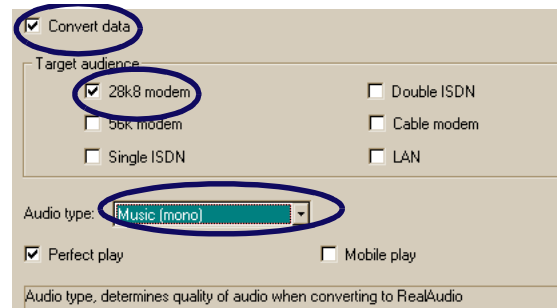 Convert data
Target audience
28k8 modem
Double ISDN
56k modem
Cable modem
Single ISDN
LAN
Audio type: Music (mono)
Perfect play
Mobile play
Audio type, determines quality of audio when converting to RealAudio